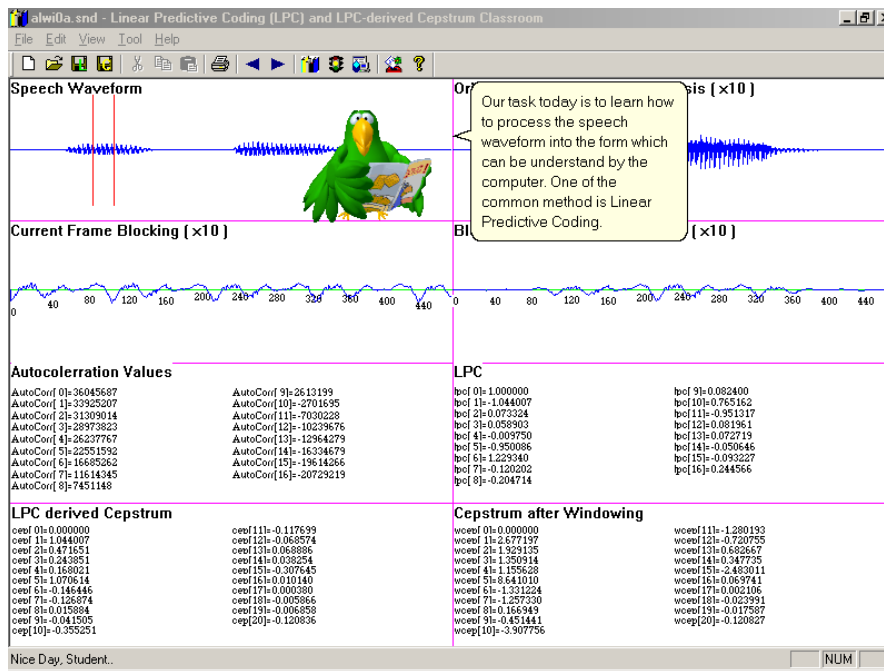 alwi0a.snd - Linear Predictive Coding (LPC) and LPC-derived Cepstrum Classroom
File Edit View Tool Help
Speech Waveform
Ori
sis ( x10 )
Our task today is to learn how
to process the speech
waveform into the form which
can be understand by the
computer. One of the
common method is Linear
Predictive Coding.
Current Frame Blocking ( x10 )
Bl
( x10 )
0 40 80 120 160 200 240 280 320 360 400 440
0 40 80 120 160 200 240 280 320 360 400 440
Autocolerration Values
AutoCorr[ 0]=36045687
AutoCorr[ 1]=33925207
AutoCorr[ 2]=31309014
AutoCorr[ 3]=28973823
AutoCorr[ 4]=26237767
AutoCorr[ 5]=22551592
AutoCorr[ 6]=16685262
AutoCorr[ 7]=11614345
AutoCorr[ 8]=7451148
AutoCorr[ 9]=2613199
AutoCorr[10]=-2701695
AutoCorr[11]=-7030228
AutoCorr[12]=-10239676
AutoCorr[13]=-12964279
AutoCorr[14]=-16334679
AutoCorr[15]=-19614266
AutoCorr[16]=-20729219
LPC
lpc[ 0]=1.000000
lpc[ 1]=-1.044007
lpc[ 2]=0.073324
lpc[ 3]=0.058903
lpc[ 4]=-0.009750
lpc[ 5]=-0.950086
lpc[ 6]=1.229340
lpc[ 7]=-0.120202
lpc[ 8]=-0.204714
lpc[ 9]=0.082400
lpc[10]=0.765162
lpc[11]=-0.951317
lpc[12]=0.081961
lpc[13]=0.072719
lpc[14]=-0.050646
lpc[15]=-0.093227
lpc[16]=0.244566
LPC derived Cepstrum
cep[ 0]=0.000000
cep[ 1]=1.044007
cep[ 2]=0.471651
cep[ 3]=0.243851
cep[ 4]=0.168021
cep[ 5]=1.070614
cep[ 6]=-0.146446
cep[ 7]=-0.126874
cep[ 8]=0.015884
cep[ 9]=-0.041505
cep[10]=-0.355251
cep[11]=-0.117699
cep[12]=-0.068574
cep[13]=0.068886
cep[14]=0.038254
cep[15]=-0.307645
cep[16]=0.010140
cep[17]=0.000380
cep[18]=-0.005866
cep[19]=-0.006858
cep[20]=-0.120836
Cepstrum after Windowing
wcep[ 0]=0.000000
wcep[ 1]=2.677197
wcep[ 2]=1.929135
wcep[ 3]=1.350914
wcep[ 4]=1.155628
wcep[ 5]=8.641010
wcep[ 6]=-1.331224
wcep[ 7]=-1.257330
wcep[ 8]=0.166949
wcep[ 9]=-0.451441
wcep[10]=-3.907756
wcep[11]=-1.280193
wcep[12]=-0.720755
wcep[13]=0.682667
wcep[14]=0.347735
wcep[15]=-2.483011
wcep[16]=0.069741
wcep[17]=0.002106
wcep[18]=-0.023991
wcep[19]=-0.017587
wcep[20]=-0.120827
Nice Day, Student..
NUM